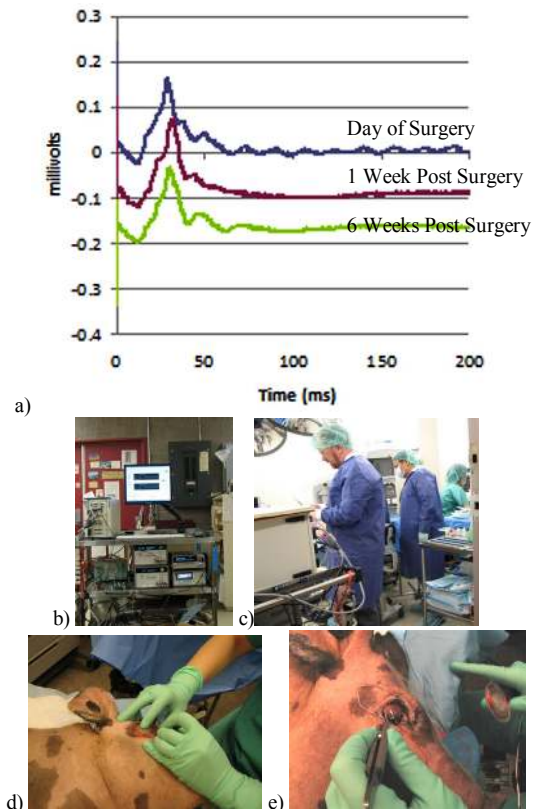 0.3
0.2
0.1
0
-0.1
-0.2
-0.3
-0.4
millivolts
Day of Surgery
1 Week Post Surgery
6 Weeks Post Surgery
0 50 100 150 200
Time (ms)
a)
b) c)
d) e)